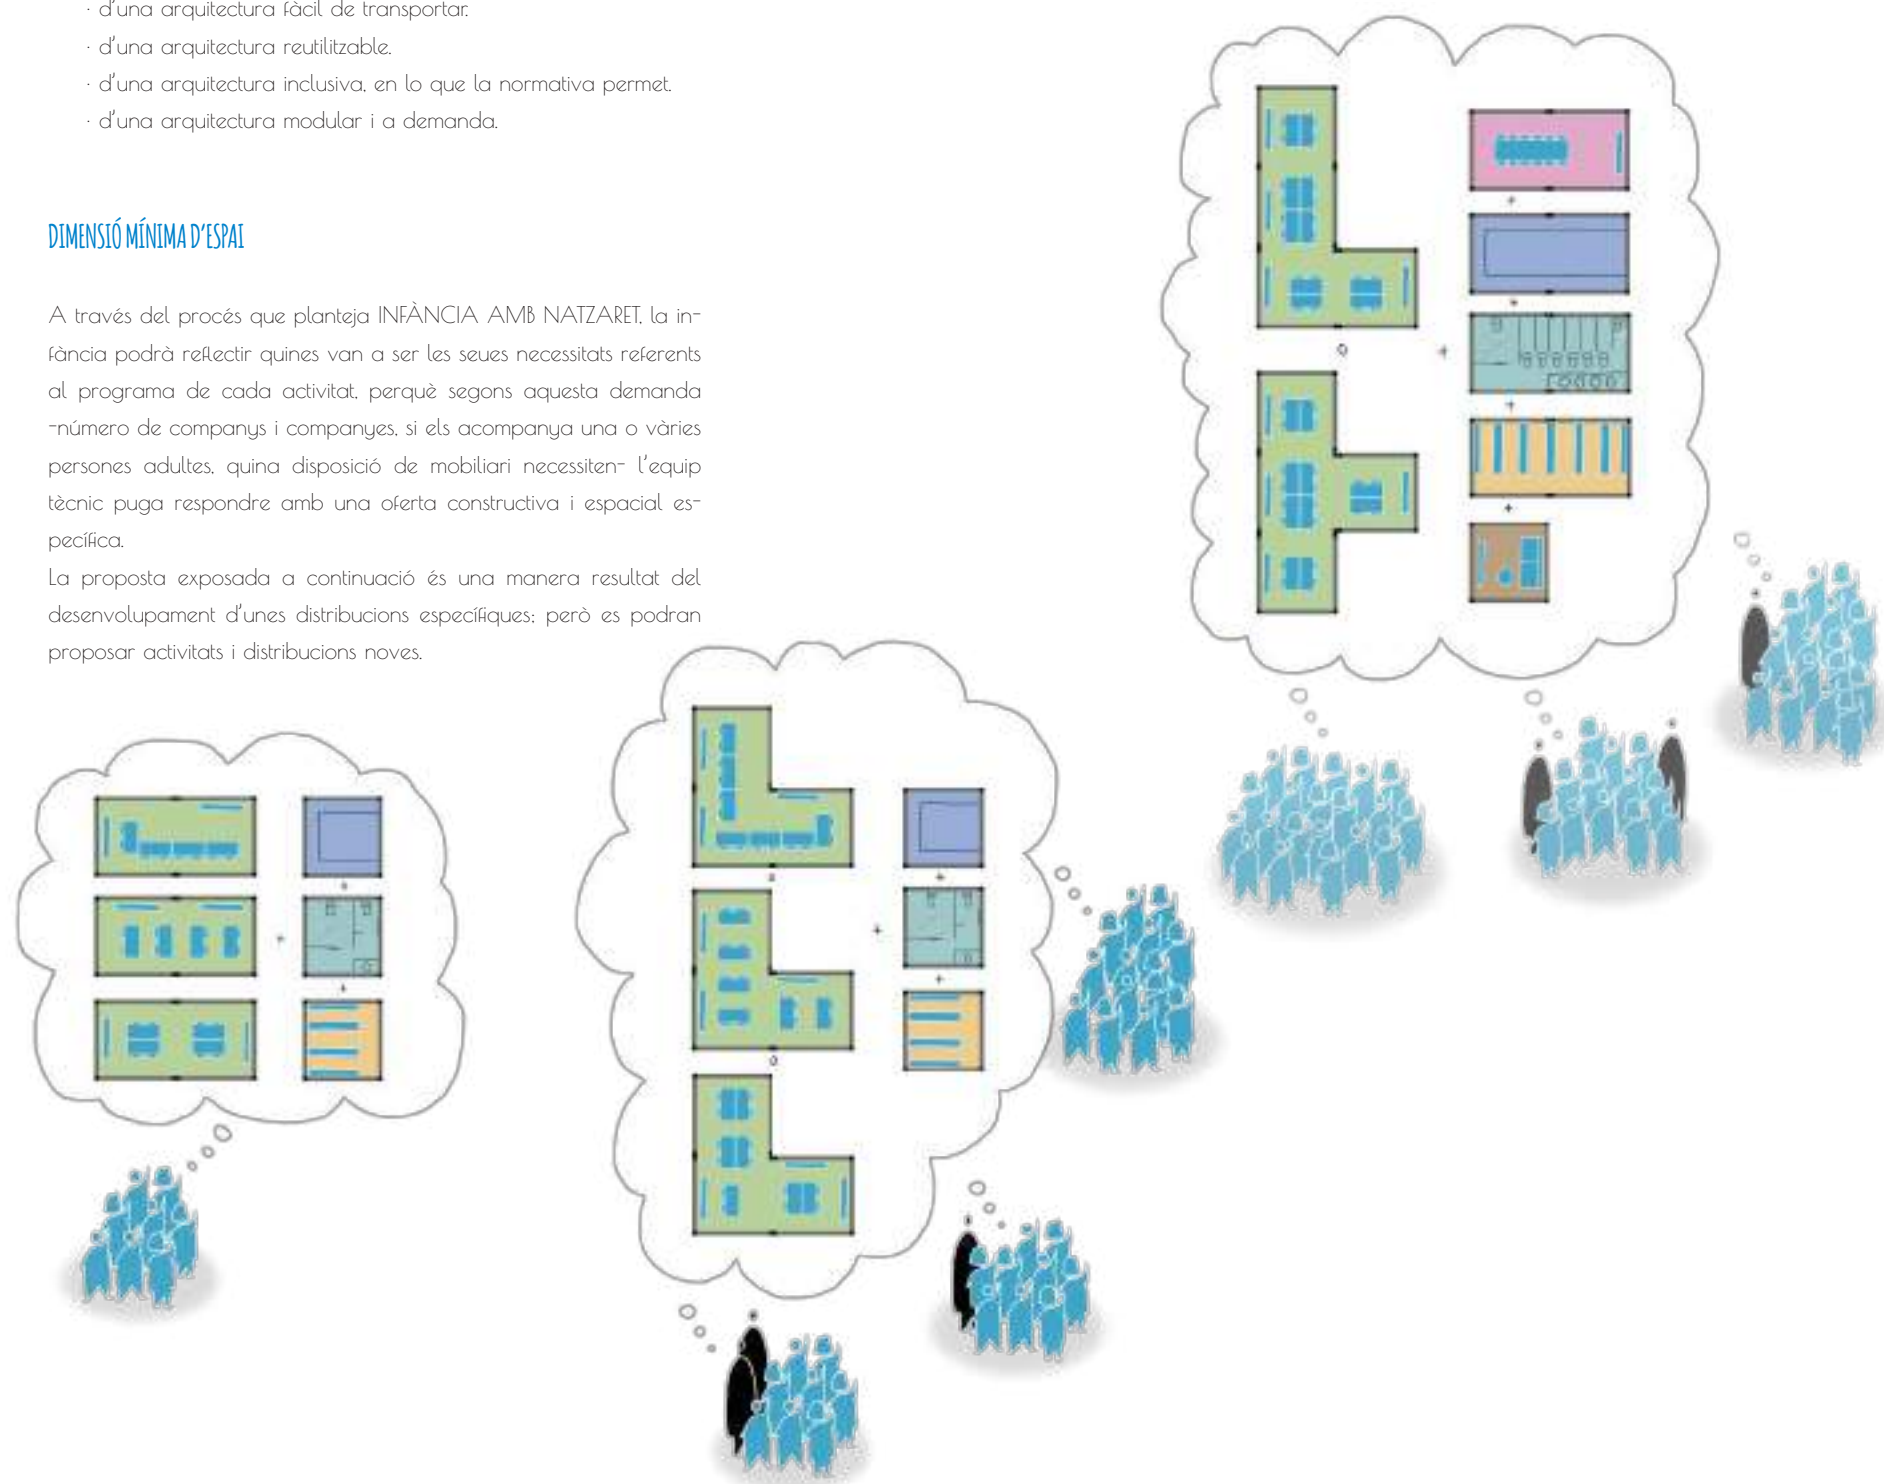 · d'una arquitectura fàcil de transportar.
· d'una arquitectura reutilitzable.
· d'una arquitectura inclusiva, en lo que la normativa permet.
· d'una arquitectura modular i a demanda.
DIMENSIÓ MÍNIMA D'ESPAI
A través del procés que planteja INFÀNCIA AMB NATZARET, la in-
fància podrà reflectir quines van a ser les seues necessitats referents
al programa de cada activitat, perquè segons aquesta demanda
-número de companys i companyes, si els acompanya una o vàries
persones adultes, quina disposició de mobiliari necessiten- l'equip
tècnic puga respondre amb una oferta constructiva i espacial es-
pecífica.
La proposta exposada a continuació és una manera resultat del
desenvolupament d'unes distribucions específiques; però es podran
proposar activitats i distribucions noves.